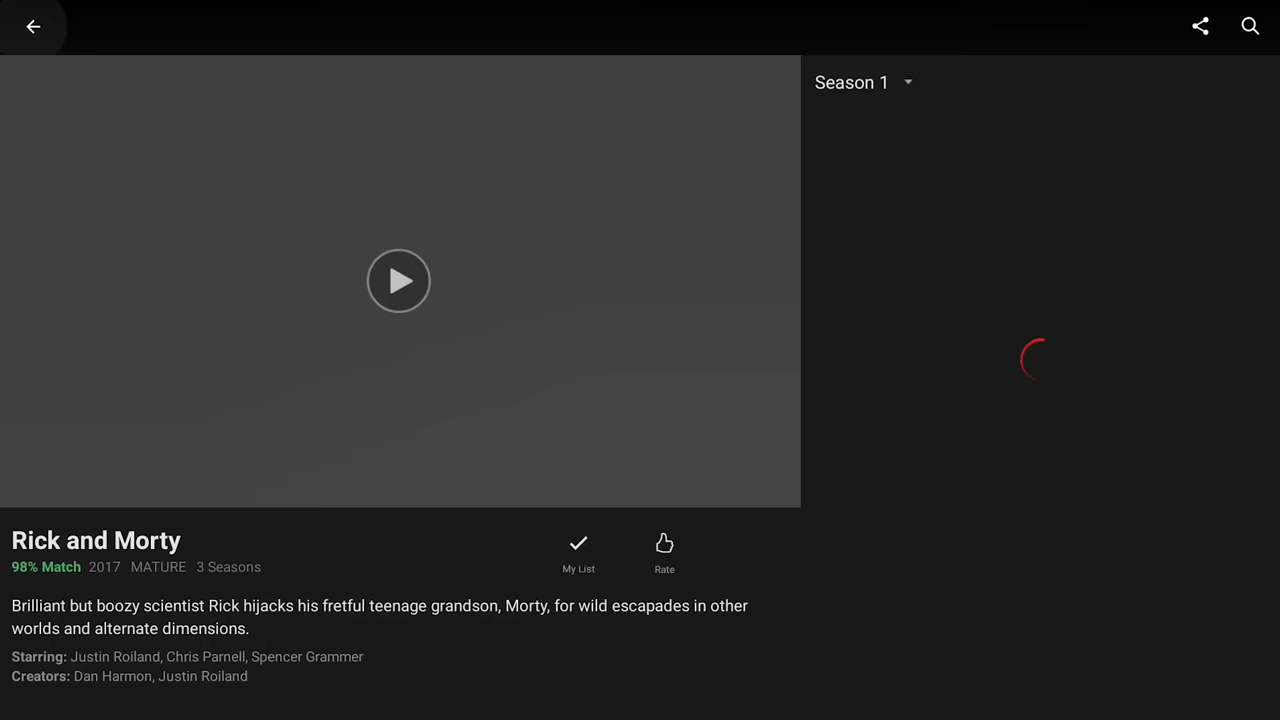 Season 1
Rick and Morty
98% Match 2017 MATURE 3 Seasons
My List
Rate
Brilliant but boozy scientist Rick hijacks his fretful teenage grandson, Morty, for wild escapades in other
worlds and alternate dimensions.
Starring: Justin Roiland, Chris Parnell, Spencer Grammer
Creators: Dan Harmon, Justin Roiland